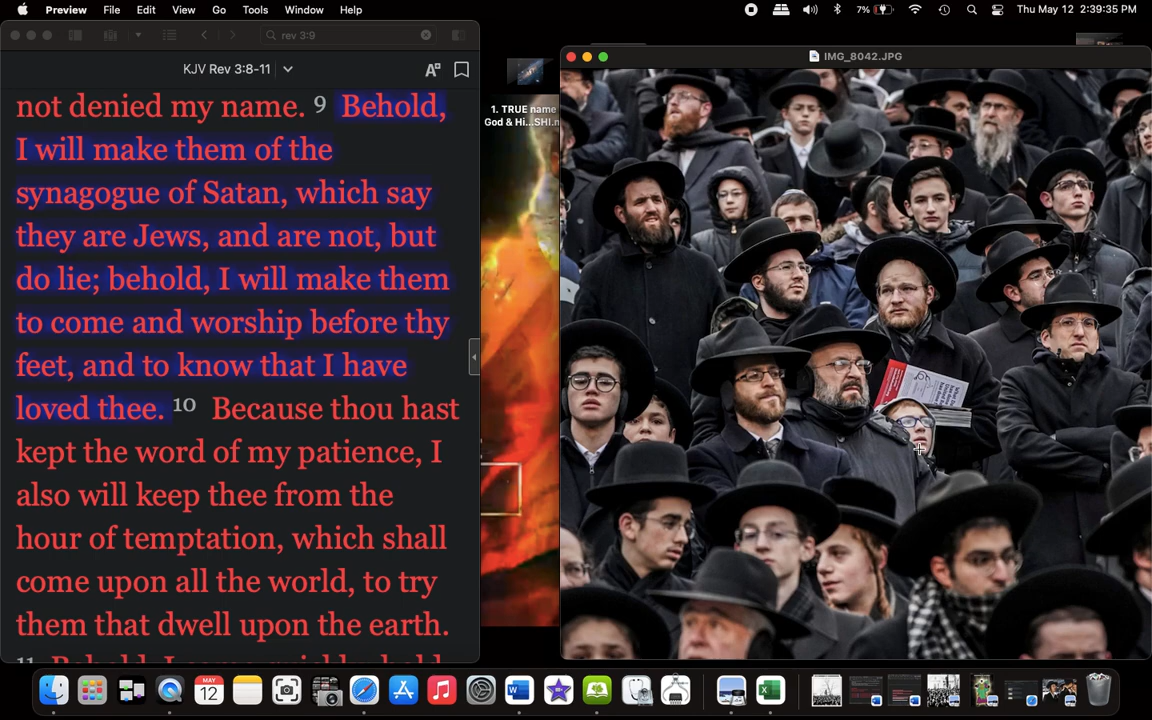 Preview File Edit View Go Tools Window Help 7% Thu May 12 2:39:35 PM
rev 3:9
IMG_8042.JPG
KJV Rev 3:8-11
1. TRUE name
God & Hi...SHI.n
not denied my name. 9 Behold,
I will make them of the
synagogue of Satan, which say
they are Jews, and are not, but
do lie; behold, I will make them
to come and worship before thy
feet, and to know that I have
loved thee. 10 Because thou hast
kept the word of my patience, I
also will keep thee from the
hour of temptation, which shall
come upon all the world, to try
them that dwell upon the earth.
MAY
12